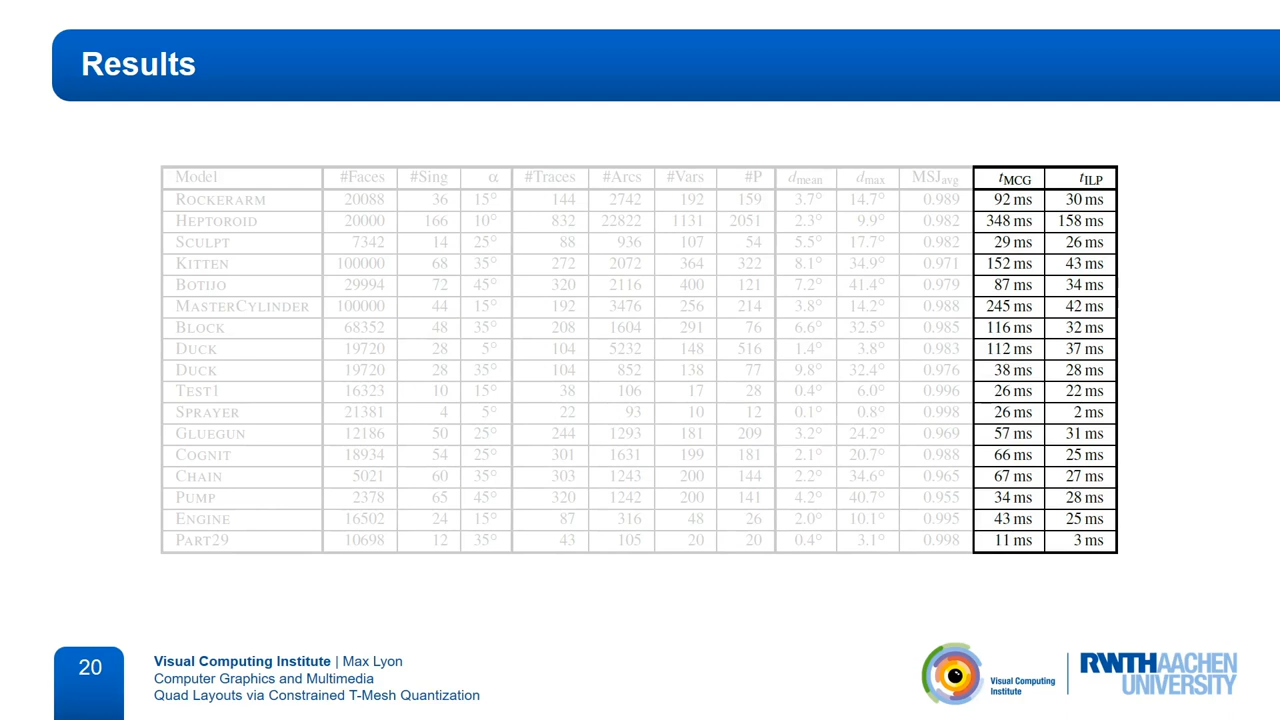 Results
Model #Faces #Sing α #Traces #Arcs #Vars #P dmean dmax MSJavg tMCG tILP
ROCKERARM 20088 36 15° 144 2742 192 159 3.7° 14.7° 0.989 92 ms 30 ms
HEPTOROID 20000 166 10° 832 22822 1131 2051 2.3° 9.9° 0.982 348 ms 158 ms
SCULPT 7342 14 25° 88 936 107 54 5.5° 17.7° 0.982 29 ms 26 ms
KITTEN 100000 68 35° 272 2072 364 322 8.1° 34.9° 0.971 152 ms 43 ms
BOTIJO 29994 72 45° 320 2116 400 121 7.2° 41.4° 0.979 87 ms 34 ms
MASTERCYLINDER 100000 44 15° 192 3476 256 214 3.8° 14.2° 0.988 245 ms 42 ms
BLOCK 68352 48 35° 208 1604 291 76 6.6° 32.5° 0.985 116 ms 32 ms
DUCK 19720 28 5° 104 5232 148 516 1.4° 3.8° 0.983 112 ms 37 ms
DUCK 19720 28 35° 104 852 138 77 9.8° 32.4° 0.976 38 ms 28 ms
TEST1 16323 10 15° 38 106 17 28 0.4° 6.0° 0.996 26 ms 22 ms
SPRAYER 21381 4 5° 22 93 10 12 0.1° 0.8° 0.998 26 ms 2 ms
GLUEGUN 12186 50 25° 244 1293 181 209 3.2° 24.2° 0.969 57 ms 31 ms
COGNIT 18934 54 25° 301 1631 199 181 2.1° 20.7° 0.988 66 ms 25 ms
CHAIN 5021 60 35° 303 1243 200 144 2.2° 34.6° 0.965 67 ms 27 ms
PUMP 2378 65 45° 320 1242 200 141 4.2° 40.7° 0.955 34 ms 28 ms
ENGINE 16502 24 15° 87 316 48 26 2.0° 10.1° 0.995 43 ms 25 ms
PART29 10698 12 35° 43 105 20 20 0.4° 3.1° 0.998 11 ms 3 ms
20
Visual Computing Institute | Max Lyon
Computer Graphics and Multimedia
Quad Layouts via Constrained T-Mesh Quantization
Visual Computing
Institute
RWTHAACHEN
UNIVERSITY